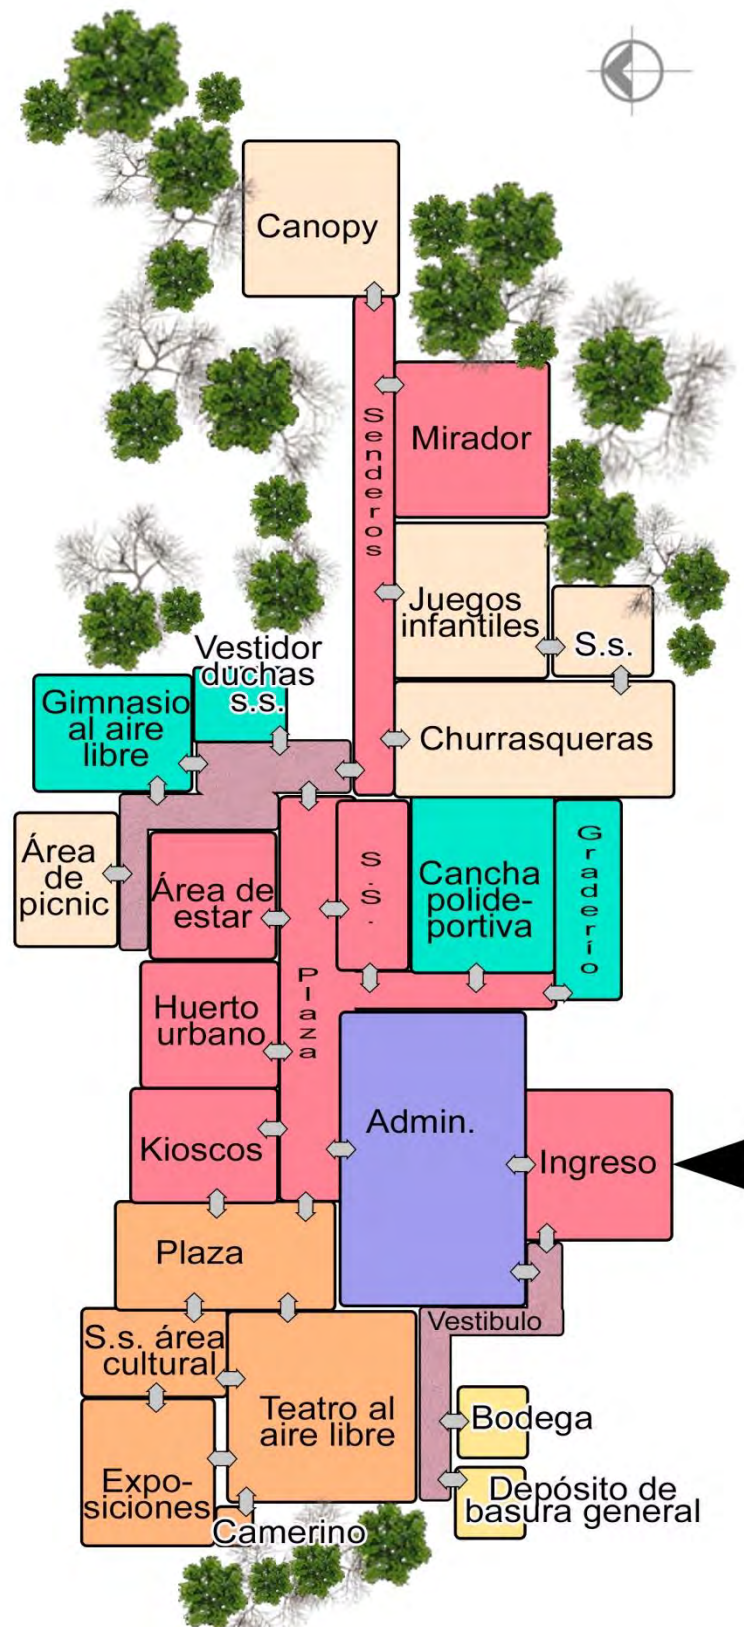 Canopy
Senderos
Mirador
Juegos
infantiles
S.s.
Vestidor
duchas
s.s.
Gimnasio
al aire
libre
Churrasqueras
Área
de
picnic
Área de
estar
S.S.
Cancha
polide-
portiva
Graderío
Plaza
Huerto
urbano
Kioscos
Admin.
Ingreso
Plaza
Vestibulo
S.s. área
cultural
Teatro al
aire libre
Expo-
siciones
Camerino
Bodega
Depósito de
basura general